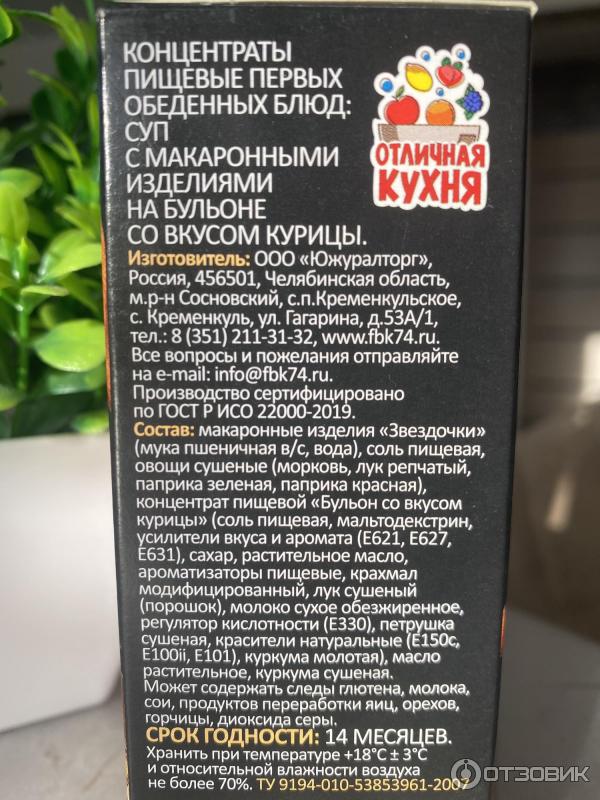 КОНЦЕНТРАТЫ
ПИЩЕВЫЕ ПЕРВЫХ
ОБЕДЕННЫХ БЛЮД:
СУП
С МАКАРОННЫМИ
ИЗДЕЛИЯМИ
НА БУЛЬОНЕ
СО ВКУСОМ КУРИЦЫ.
ОТЛИЧНАЯ
КУХНЯ
Изготовитель: ООО «Южуралторг»,
Россия, 456501, Челябинская область,
м.р-н Сосновский, с.п.Кременкульское,
с. Кременкуль, ул. Гагарина, д.53А/1,
тел.: 8 (351) 211-31-32, www.fbk74.ru.
Все вопросы и пожелания отправляйте
на e-mail: info@fbk74.ru.
Производство сертифицировано
по ГОСТ Р ИСО 22000-2019.
Состав: макаронные изделия «Звездочки»
(мука пшеничная в/с, вода), соль пищевая,
овощи сушеные (морковь, лук репчатый,
паприка зеленая, паприка красная),
концентрат пищевой «Бульон со вкусом
курицы» (соль пищевая, мальтодекстрин,
усилители вкуса и аромата (Е621, Е627,
Е631), сахар, растительное масло,
ароматизаторы пищевые, крахмал
модифицированный, лук сушеный
(порошок), молоко сухое обезжиренное,
регулятор кислотности (Е330), петрушка
сушеная, красители натуральные (Е150с,
Е100ii, Е101), куркума молотая), масло
растительное, куркума сушеная.
Может содержать следы глютена, молока,
сои, продуктов переработки яиц, орехов,
горчицы, диоксида серы.
СРОК ГОДНОСТИ: 14 МЕСЯЦЕВ.
Хранить при температуре +18°С ± 3°С
и относительной влажности воздуха
не более 70%. ТУ 9194-010-53853961-2007
ОТЗОВИК